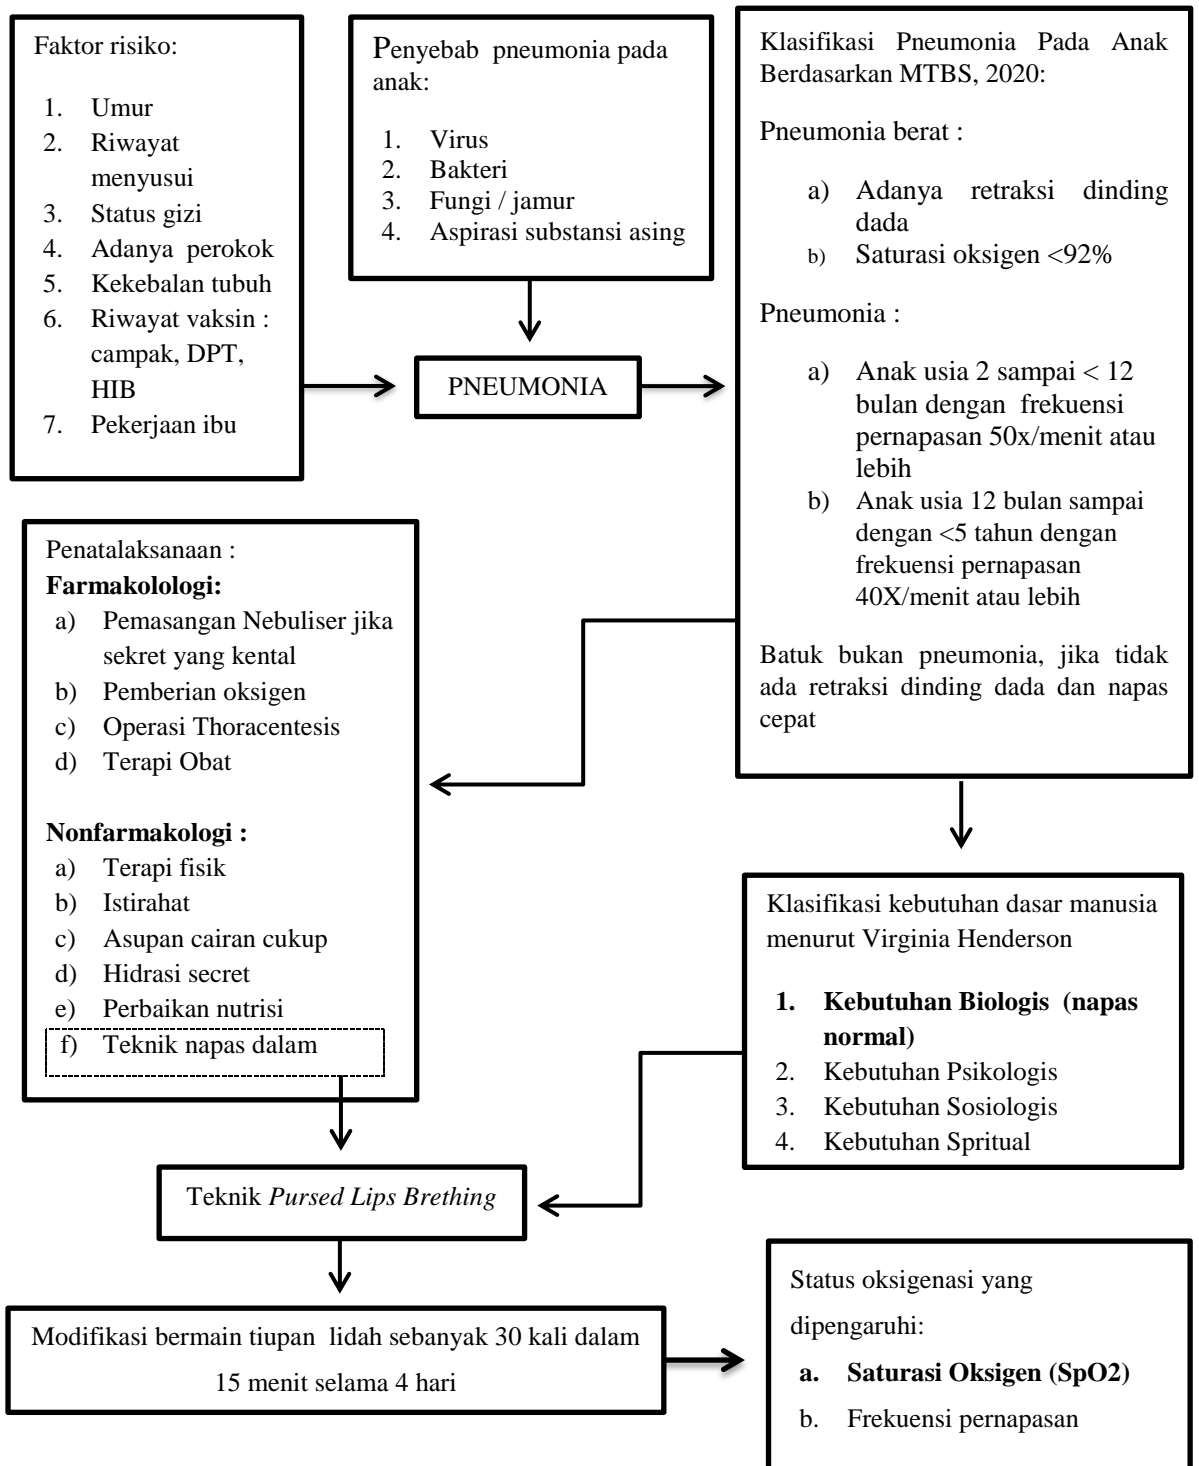 Faktor risiko:
1. Umur
2. Riwayat
menyusui
3. Status gizi
4. Adanya perokok
5. Kekebalan tubuh
6. Riwayat vaksin :
campak, DPT,
HIB
7. Pekerjaan ibu
Penyebab pneumonia pada
anak:
1. Virus
2. Bakteri
3. Fungi / jamur
4. Aspirasi substansi asing
PNEUMONIA
Klasifikasi Pneumonia Pada Anak
Berdasarkan MTBS, 2020:
Pneumonia berat :
a) Adanya retraksi dinding
dada
b) Saturasi oksigen <92%
Pneumonia :
a) Anak usia 2 sampai < 12
bulan dengan frekuensi
pernapasan 50x/menit atau
lebih
b) Anak usia 12 bulan sampai
dengan <5 tahun dengan
frekuensi pernapasan
40X/menit atau lebih
Batuk bukan pneumonia, jika tidak
ada retraksi dinding dada dan napas
cepat
Penatalaksanaan :
Farmakolologi:
a) Pemasangan Nebuliser jika
sekret yang kental
b) Pemberian oksigen
c) Operasi Thoracentesis
d) Terapi Obat
Nonfarmakologi :
a) Terapi fisik
b) Istirahat
c) Asupan cairan cukup
d) Hidrasi secret
e) Perbaikan nutrisi
f) Teknik napas dalam
Klasifikasi kebutuhan dasar manusia
menurut Virginia Henderson
1. Kebutuhan Biologis (napas
normal)
2. Kebutuhan Psikologis
3. Kebutuhan Sosiologis
4. Kebutuhan Spritual
Teknik Pursed Lips Brething
Modifikasi bermain tiupan lidah sebanyak 30 kali dalam
15 menit selama 4 hari
Status oksigenasi yang
dipengaruhi:
a. Saturasi Oksigen (SpO2)
b. Frekuensi pernapasan